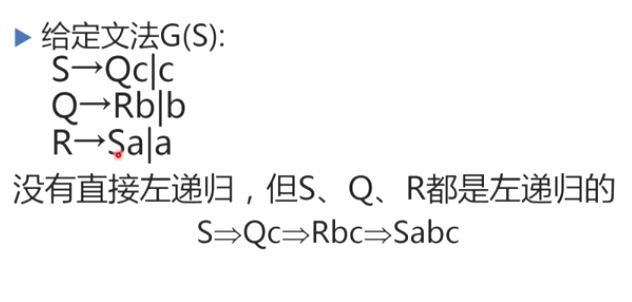 给定文法G(S):
S→Qc|c
Q→Rb|b
R→Sa|a
没有直接左递归，但S、Q、R都是左递归的
S⇒Qc⇒Rbc⇒Sabc